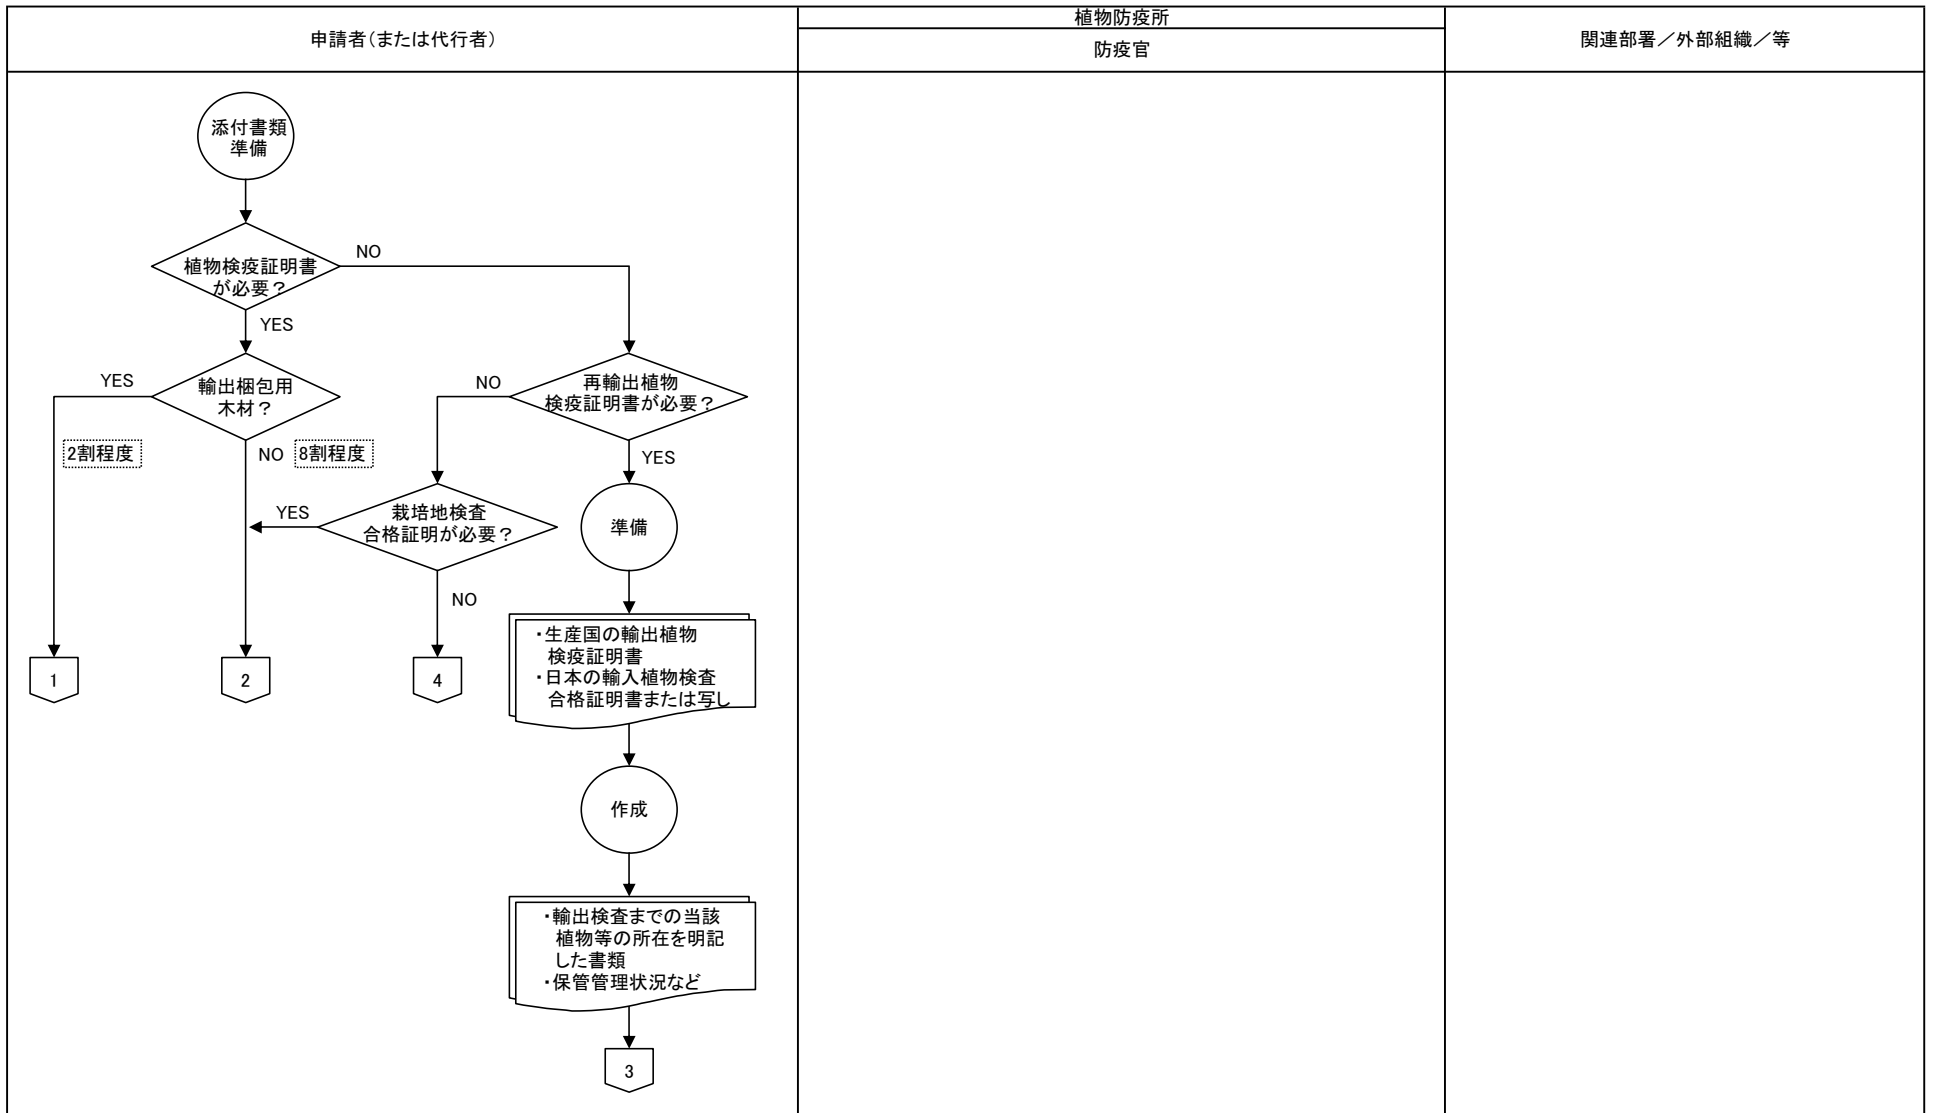 申請者（または代行者）
植物防疫所
防疫官
関連部署／外部組織／等
添付書類
準備
植物検疫証明書
が必要？
NO
YES
輸出梱包用
木材？
YES
2割程度
NO
8割程度
再輸出植物
検疫証明書が必要？
NO
YES
栽培地検査
合格証明が必要？
YES
NO
準備
・生産国の輸出植物
検疫証明書
・日本の輸入植物検査
合格証明書または写し
1
2
4
作成
・輸出検査までの当該
植物等の所在を明記
した書類
・保管管理状況など
3